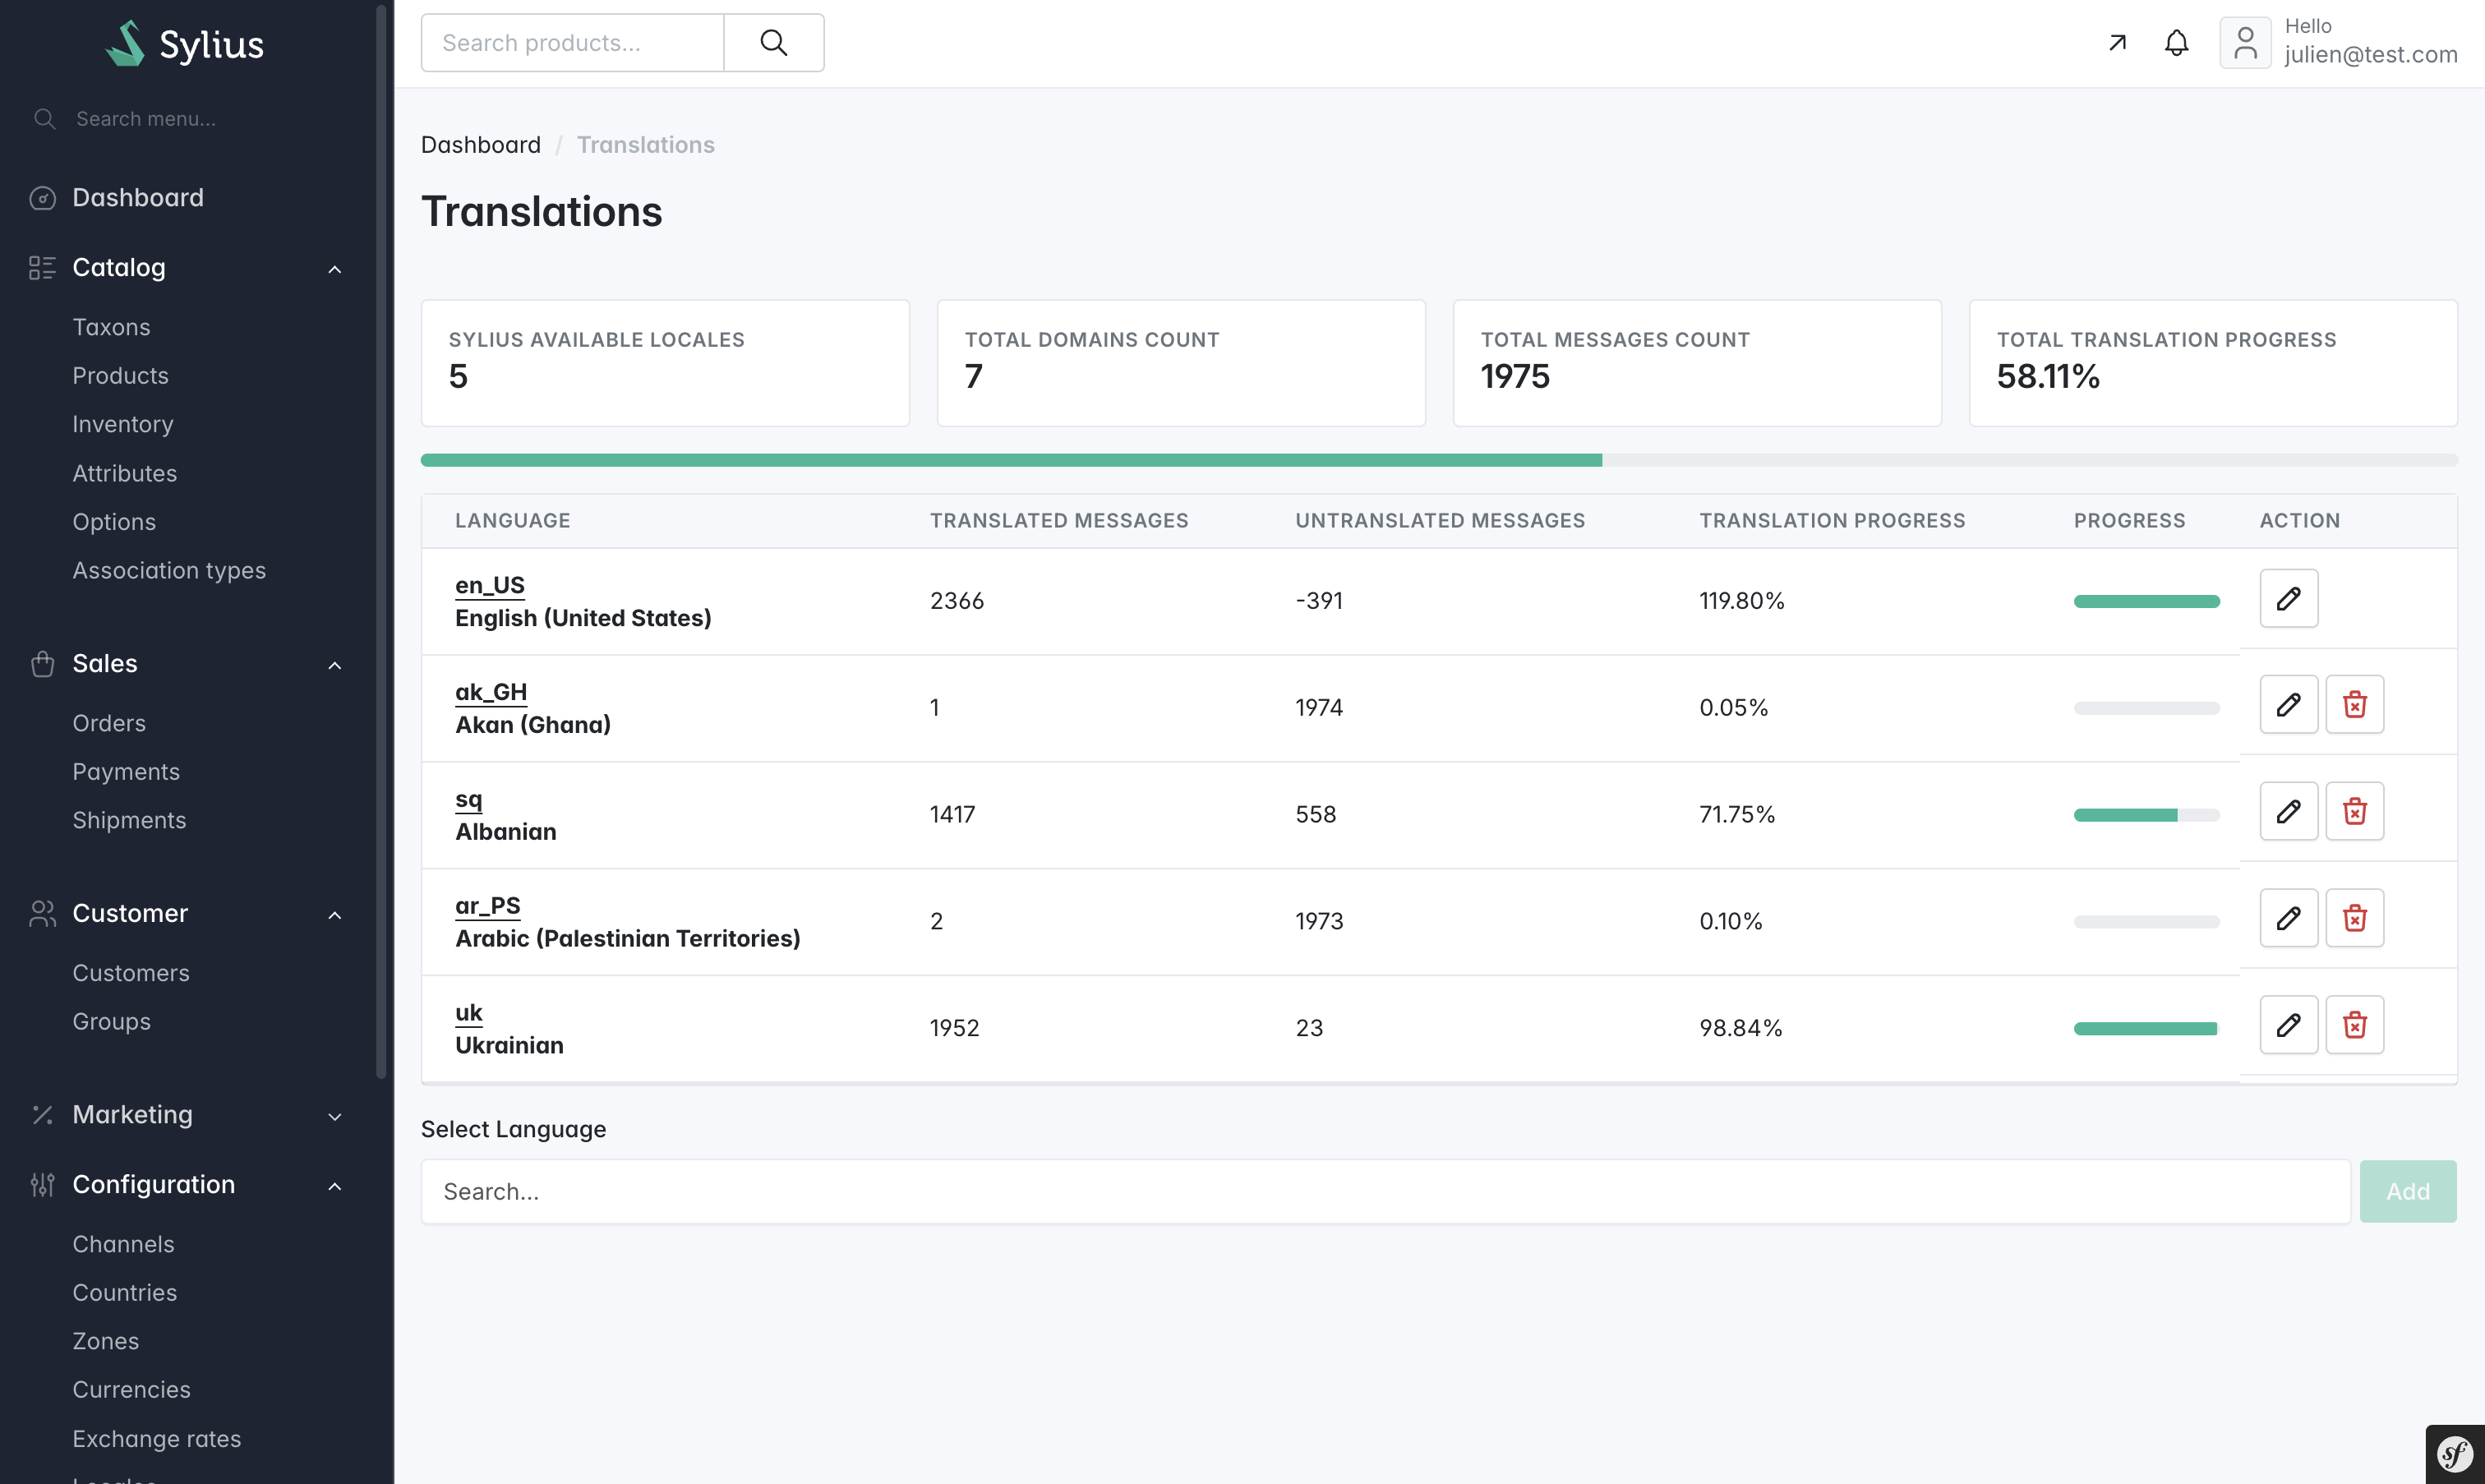 Sylius
Search menu...
Dashboard
Catalog
Taxons
Products
Inventory
Attributes
Options
Association types
Sales
Orders
Payments
Shipments
Customer
Customers
Groups
Marketing
Configuration
Channels
Countries
Zones
Currencies
Exchange rates
Search products...
Hello
julien@test.com
Dashboard / Translations
Translations
SYLIUS AVAILABLE LOCALES
5
TOTAL DOMAINS COUNT
7
TOTAL MESSAGES COUNT
1975
TOTAL TRANSLATION PROGRESS
58.11%
LANGUAGE TRANSLATED MESSAGES UNTRANSLATED MESSAGES TRANSLATION PROGRESS PROGRESS ACTION
en_US
English (United States)
2366 -391 119.80%
ak_GH
Akan (Ghana)
1 1974 0.05%
sq
Albanian
1417 558 71.75%
ar_PS
Arabic (Palestinian Territories)
2 1973 0.10%
uk
Ukrainian
1952 23 98.84%
Select Language
Search...
Add
sf